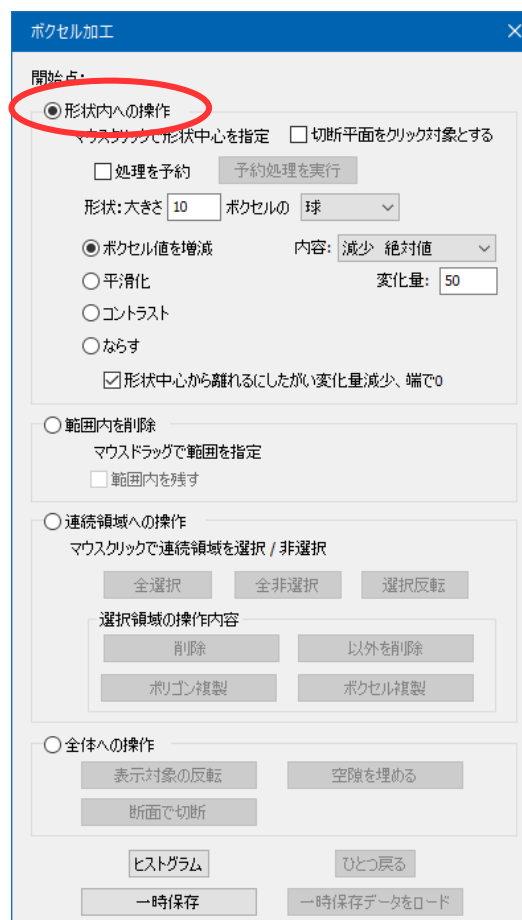 ボクセル加工
開始点:
形状内への操作
マウスクリックで形状中心を指定 切断平面をクリック対象とする
処理を予約 予約処理を実行
形状:大きさ 10 ボクセルの 球
ボクセル値を増減 内容: 減少 絶対値
平滑化 変化量: 50
コントラスト
ならす
形状中心から離れるにしたがい変化量減少、端で0
範囲内を削除
マウスドラッグで範囲を指定
範囲内を残す
連続領域への操作
マウスクリックで連続領域を選択 / 非選択
全選択 全非選択 選択反転
選択領域の操作内容
削除 以外を削除
ポリゴン複製 ボクセル複製
全体への操作
表示対象の反転 空隙を埋める
断面で切断
ヒストグラム ひとつ戻る
一時保存 一時保存データをロード